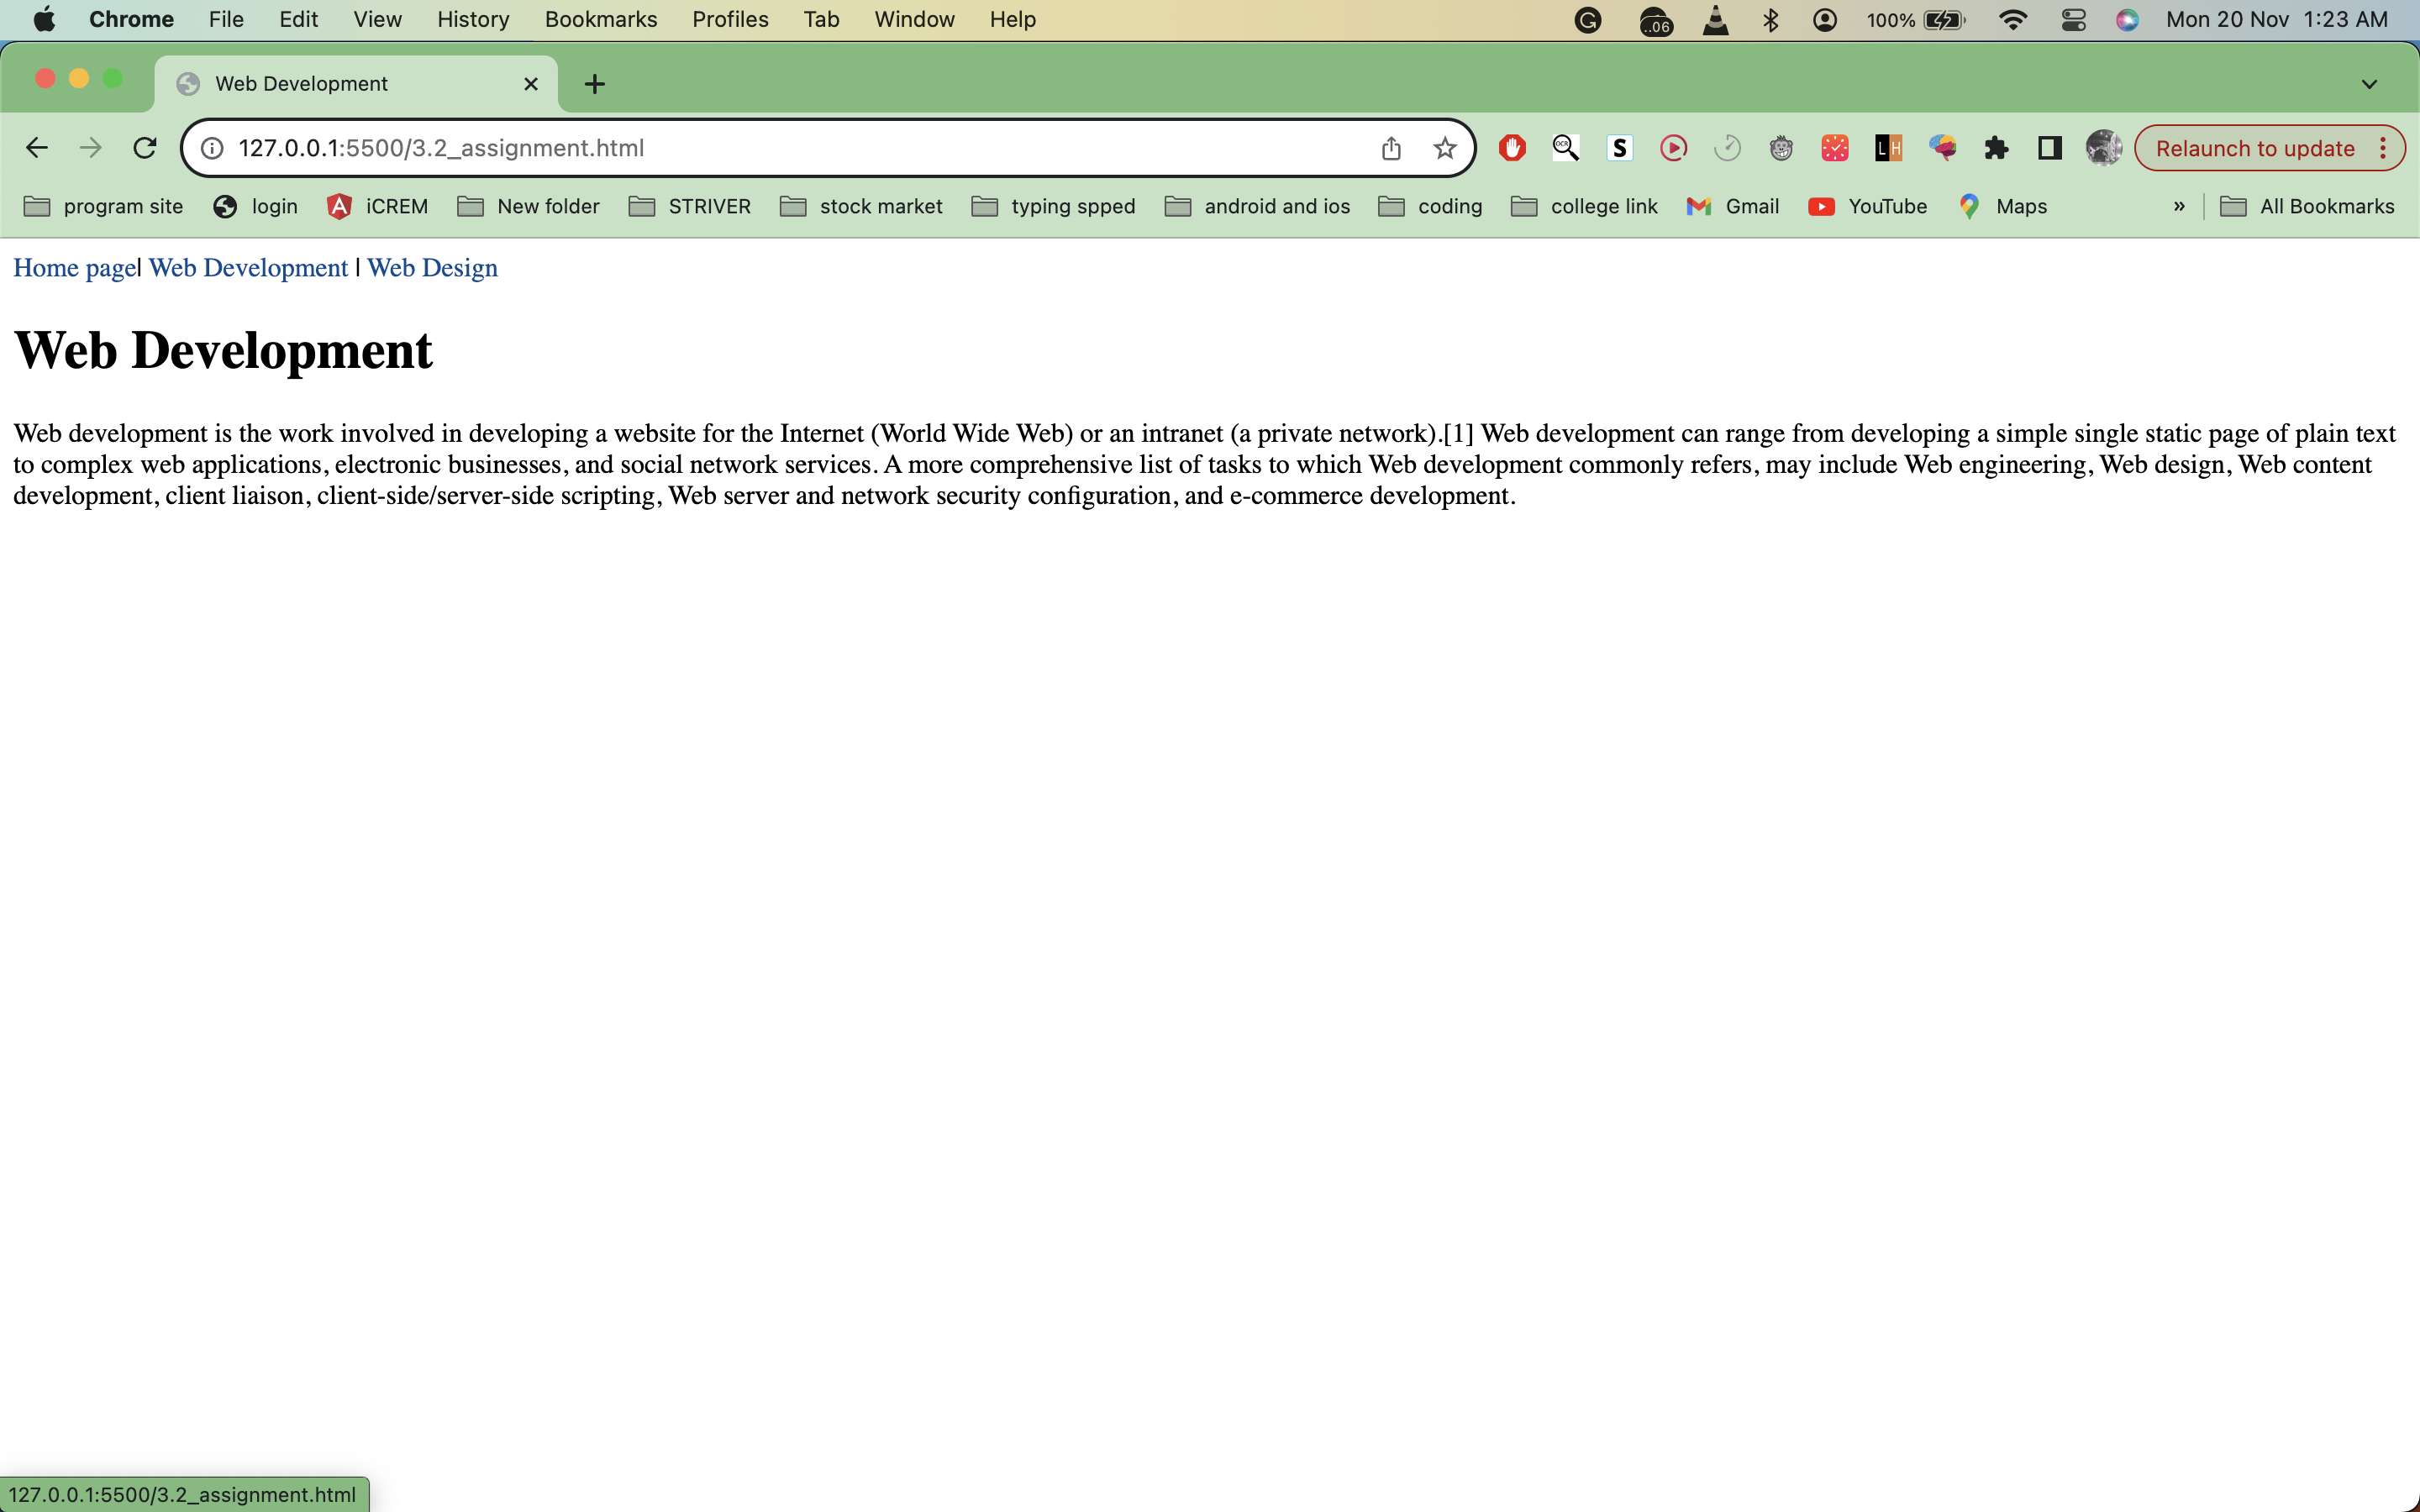 Chrome File Edit View History Bookmarks Profiles Tab Window Help ..06 100% Mon 20 Nov 1:23 AM
Web Development
127.0.0.1:5500/3.2_assignment.html OCR S L H Relaunch to update
program site login iCREM New folder STRIVER stock market typing spped android and ios coding college link Gmail YouTube Maps » All Bookmarks
Home page| Web Development | Web Design
Web Development
Web development is the work involved in developing a website for the Internet (World Wide Web) or an intranet (a private network).[1] Web development can range from developing a simple single static page of plain text
to complex web applications, electronic businesses, and social network services. A more comprehensive list of tasks to which Web development commonly refers, may include Web engineering, Web design, Web content
development, client liaison, client-side/server-side scripting, Web server and network security configuration, and e-commerce development.
127.0.0.1:5500/3.2_assignment.html